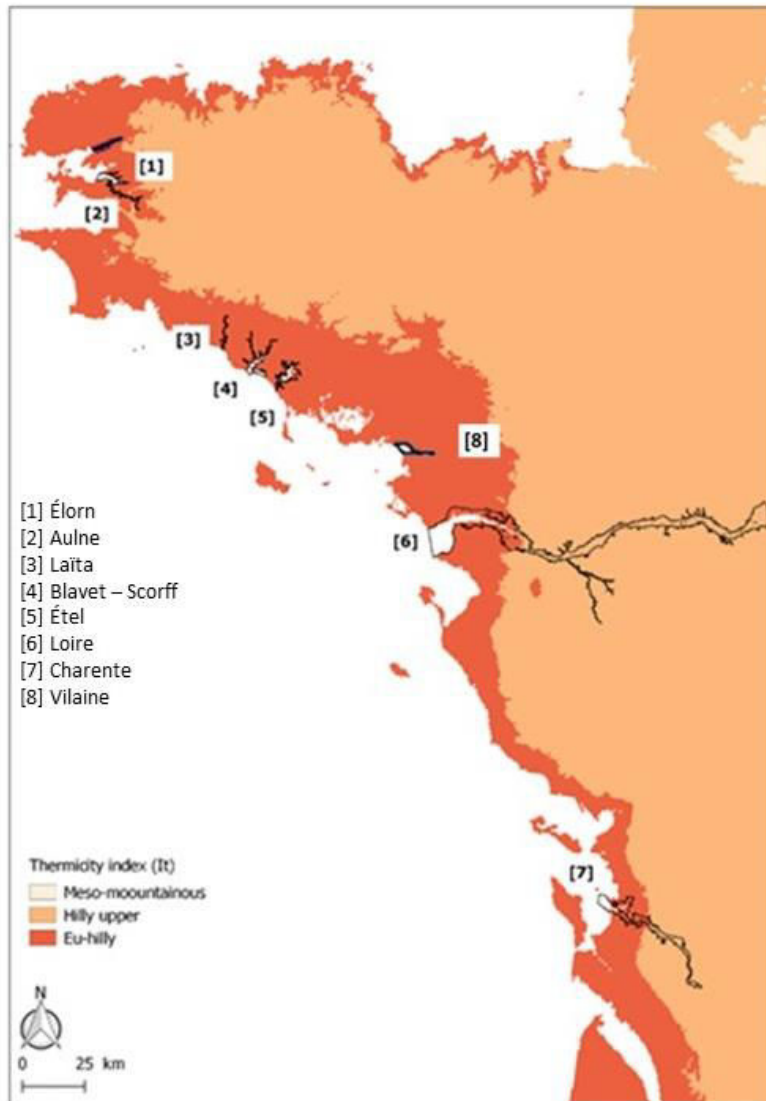 [1]
[2]
[3]
[4]
[5]
[8]
[6]
[1] Élorn
[2] Aulne
[3] Laïta
[4] Blavet – Scorff
[5] Étel
[6] Loire
[7] Charente
[8] Vilaine
[7]
Thermicity index (It)
Meso-moountainous
Hilly upper
Eu-hilly
N
0 25 km